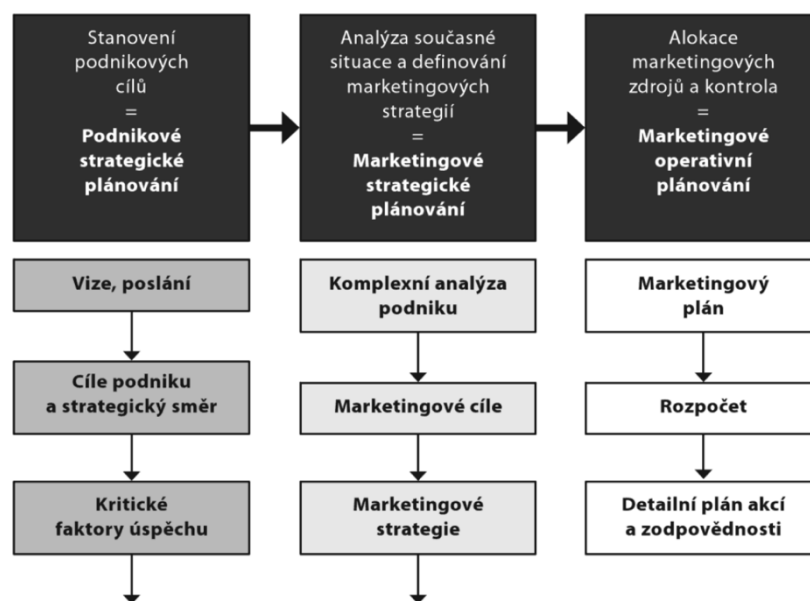 Stanovení
podnikových
cílů
=
Podnikové
strategické
plánování
Analýza současné
situace a definování
marketingových
strategií
=
Marketingové
strategické
plánování
Alokace
marketingových
zdrojů a kontrola
=
Marketingové
operativní
plánování
Vize, poslání
Cíle podniku
a strategický směr
Kritické
faktory úspěchu
Komplexní analýza
podniku
Marketingové cíle
Marketingové
strategie
Marketingový
plán
Rozpočet
Detailní plán akcí
a zodpovědnosti